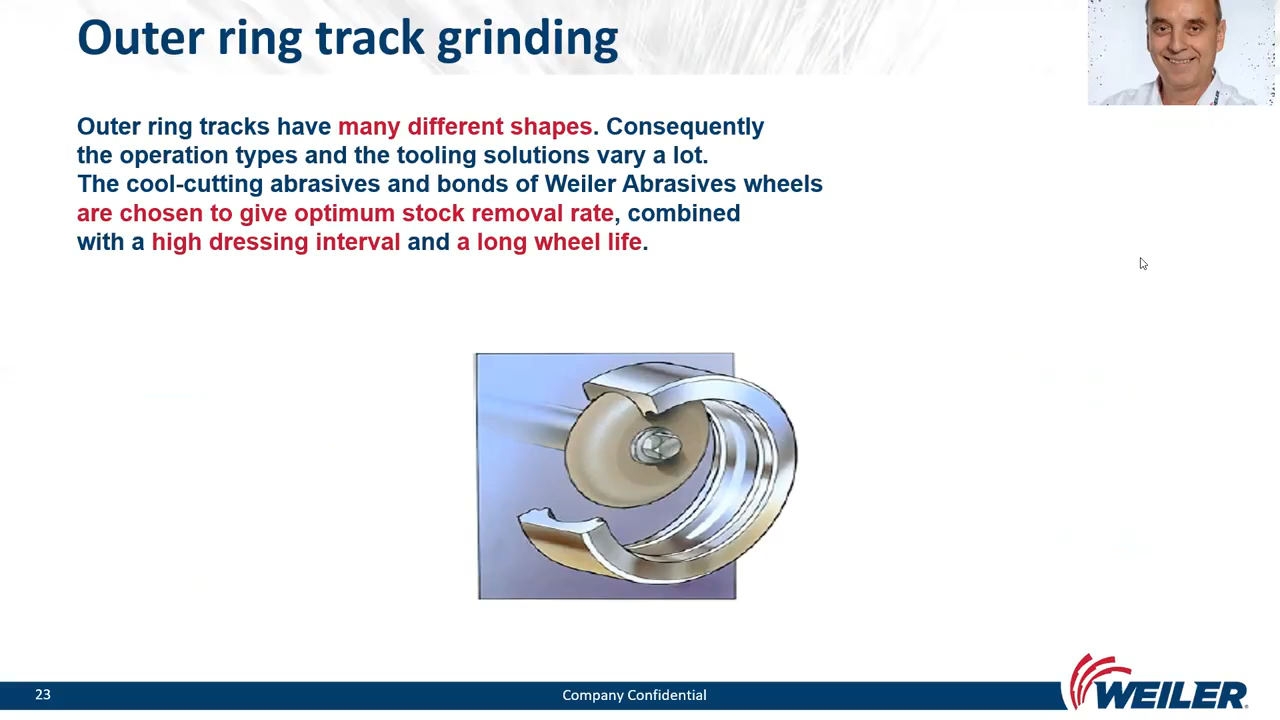 Outer ring track grinding
Outer ring tracks have many different shapes. Consequently
the operation types and the tooling solutions vary a lot.
The cool-cutting abrasives and bonds of Weiler Abrasives wheels
are chosen to give optimum stock removal rate, combined
with a high dressing interval and a long wheel life.
23
Company Confidential
WEILER